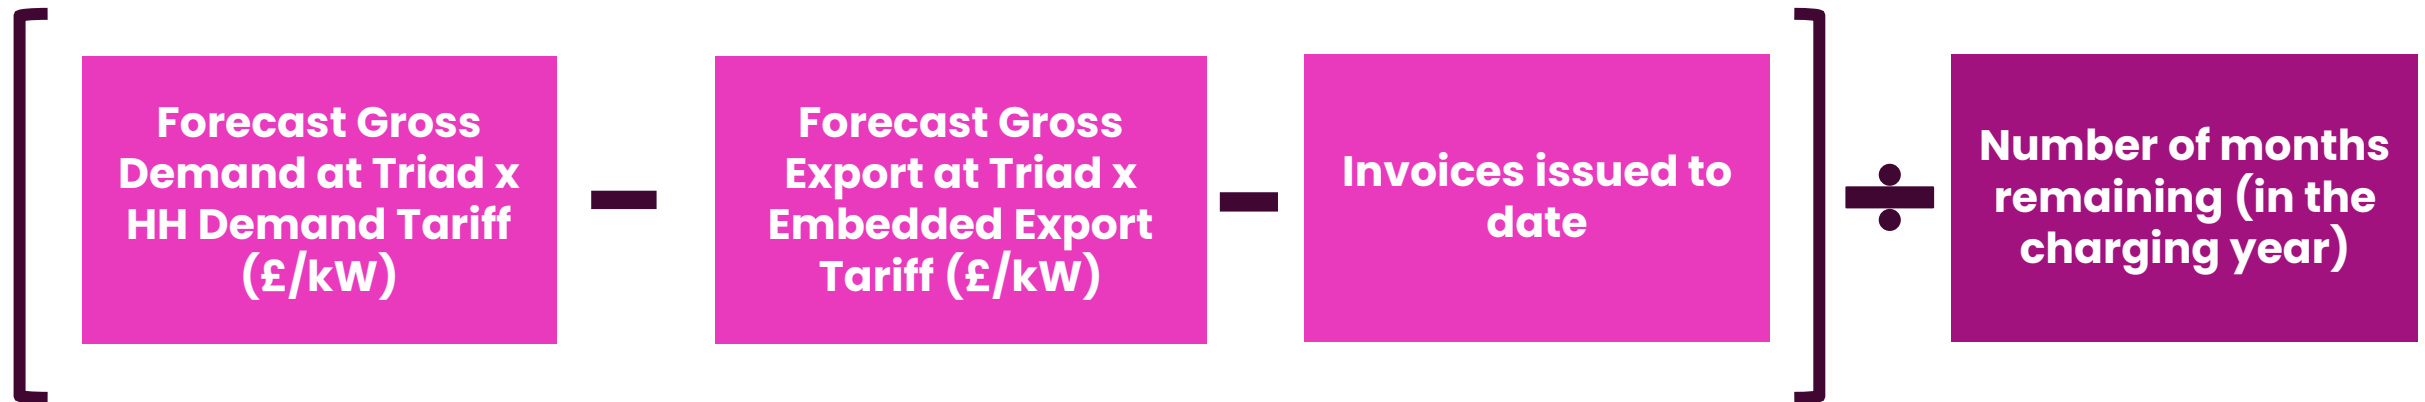 Forecast Gross
Demand at Triad x
HH Demand Tariff
(£/kW)
-
Forecast Gross
Export at Triad x
Embedded Export
Tariff (£/kW)
-
Invoices issued to
date
÷
Number of months
remaining (in the
charging year)